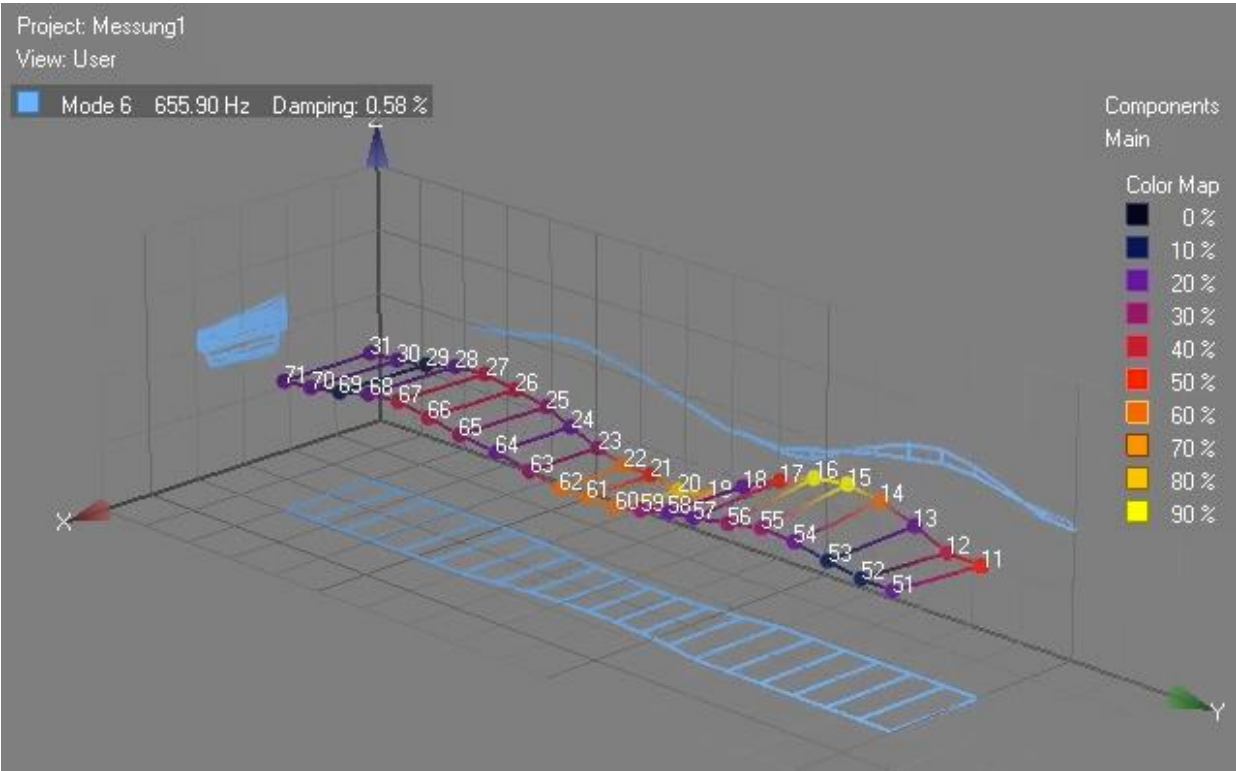 Project: Messung1
View: User
Mode 6 655.90 Hz Damping: 0.58 %
Z
Components
Main
Color Map
0 %
10 %
20 %
30 %
40 %
50 %
60 %
70 %
80 %
90 %
31 30 29 28 27 26 25 24 23 22 21 20 19 18 17 16 15 14 13 12 11
71 70 69 68 67 66 65 64 63 62 61 60 59 58 57 56 55 54 53 52 51
X
Y